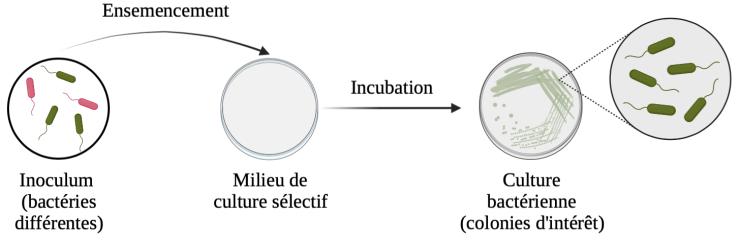 Ensemencement
Incubation
Inoculum
(bactéries
différentes)
Milieu de
culture sélectif
Culture
bactérienne
(colonies d'intérêt)